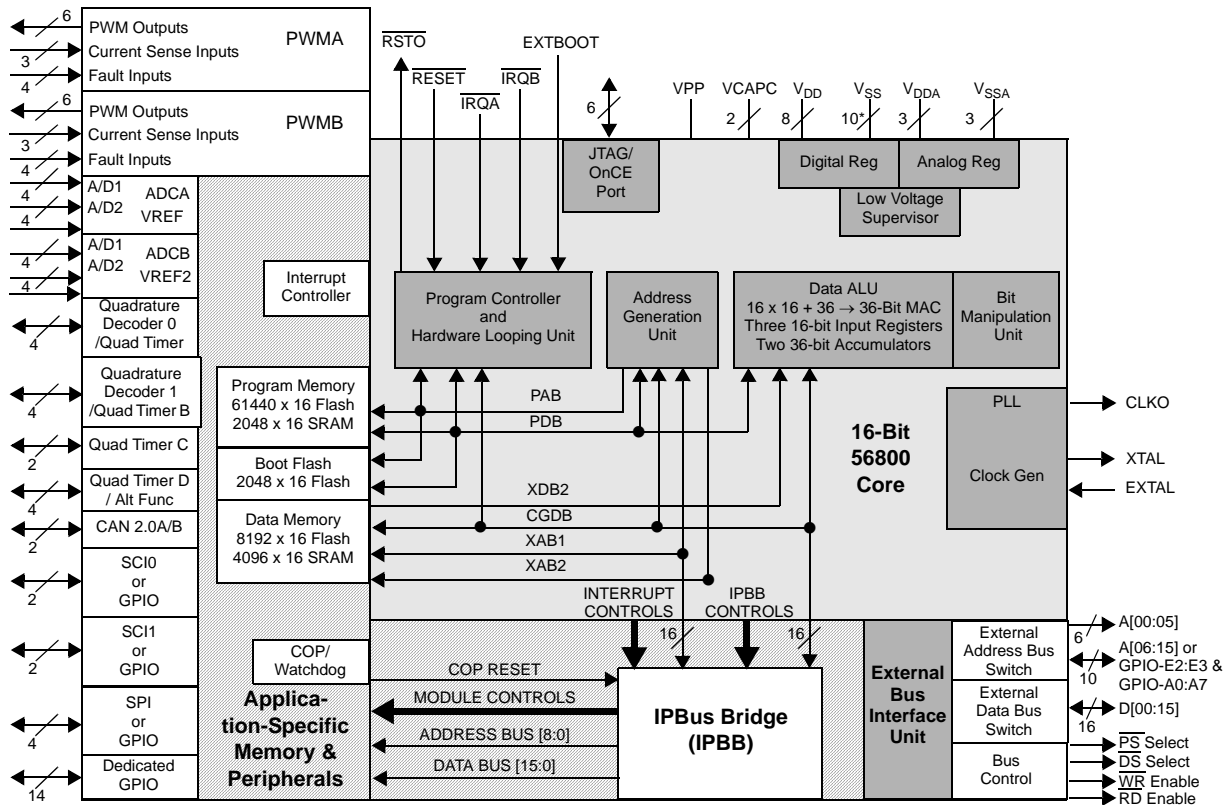 6
PWM Outputs
PWMA
Current Sense Inputs
3
Fault Inputs
4
6
PWM Outputs
PWMB
Current Sense Inputs
3
Fault Inputs
4
4
A/D1
ADCA
4
A/D2
VREF
4
A/D1
ADCB
4
A/D2
VREF2
4
Quadrature
Decoder 0
/Quad Timer
4
Quadrature
Decoder 1
/Quad Timer B
4
Quad Timer C
2
Quad Timer D
/ Alt Func
4
CAN 2.0A/B
2
SCI0
or
GPIO
2
SCI1
or
GPIO
2
SPI
or
GPIO
4
Dedicated
GPIO
14
RSTO
EXTBOOT
RESET
IRQB
IRQA
6
VPP
VCAPC
VDD
VSS
VDDA
VSSA
2
8
10*
3
3
JTAG/
OnCE
Port
Digital Reg
Analog Reg
Low Voltage
Supervisor
Interrupt
Controller
Program Controller
and
Hardware Looping Unit
Address
Generation
Unit
Data ALU
16 x 16 + 36 → 36-Bit MAC
Three 16-bit Input Registers
Two 36-bit Accumulators
Bit
Manipulation
Unit
Program Memory
61440 x 16 Flash
2048 x 16 SRAM
Boot Flash
2048 x 16 Flash
Data Memory
8192 x 16 Flash
4096 x 16 SRAM
PAB
PDB
XDB2
CGDB
XAB1
XAB2
16-Bit
56800
Core
PLL
Clock Gen
CLKO
XTAL
EXTAL
INTERRUPT
CONTROLS
IPBB
CONTROLS
16
16
COP/
Watchdog
COP RESET
MODULE CONTROLS
ADDRESS BUS [8:0]
DATA BUS [15:0]
Applica-
tion-Specific
Memory &
Peripherals
IPBus Bridge
(IPBB)
External
Bus
Interface
Unit
External
Address Bus
Switch
External
Data Bus
Switch
Bus
Control
6
A[00:05]
10
A[06:15] or
GPIO-E2:E3 &
GPIO-A0:A7
16
D[00:15]
PS Select
DS Select
WR Enable
RD Enable